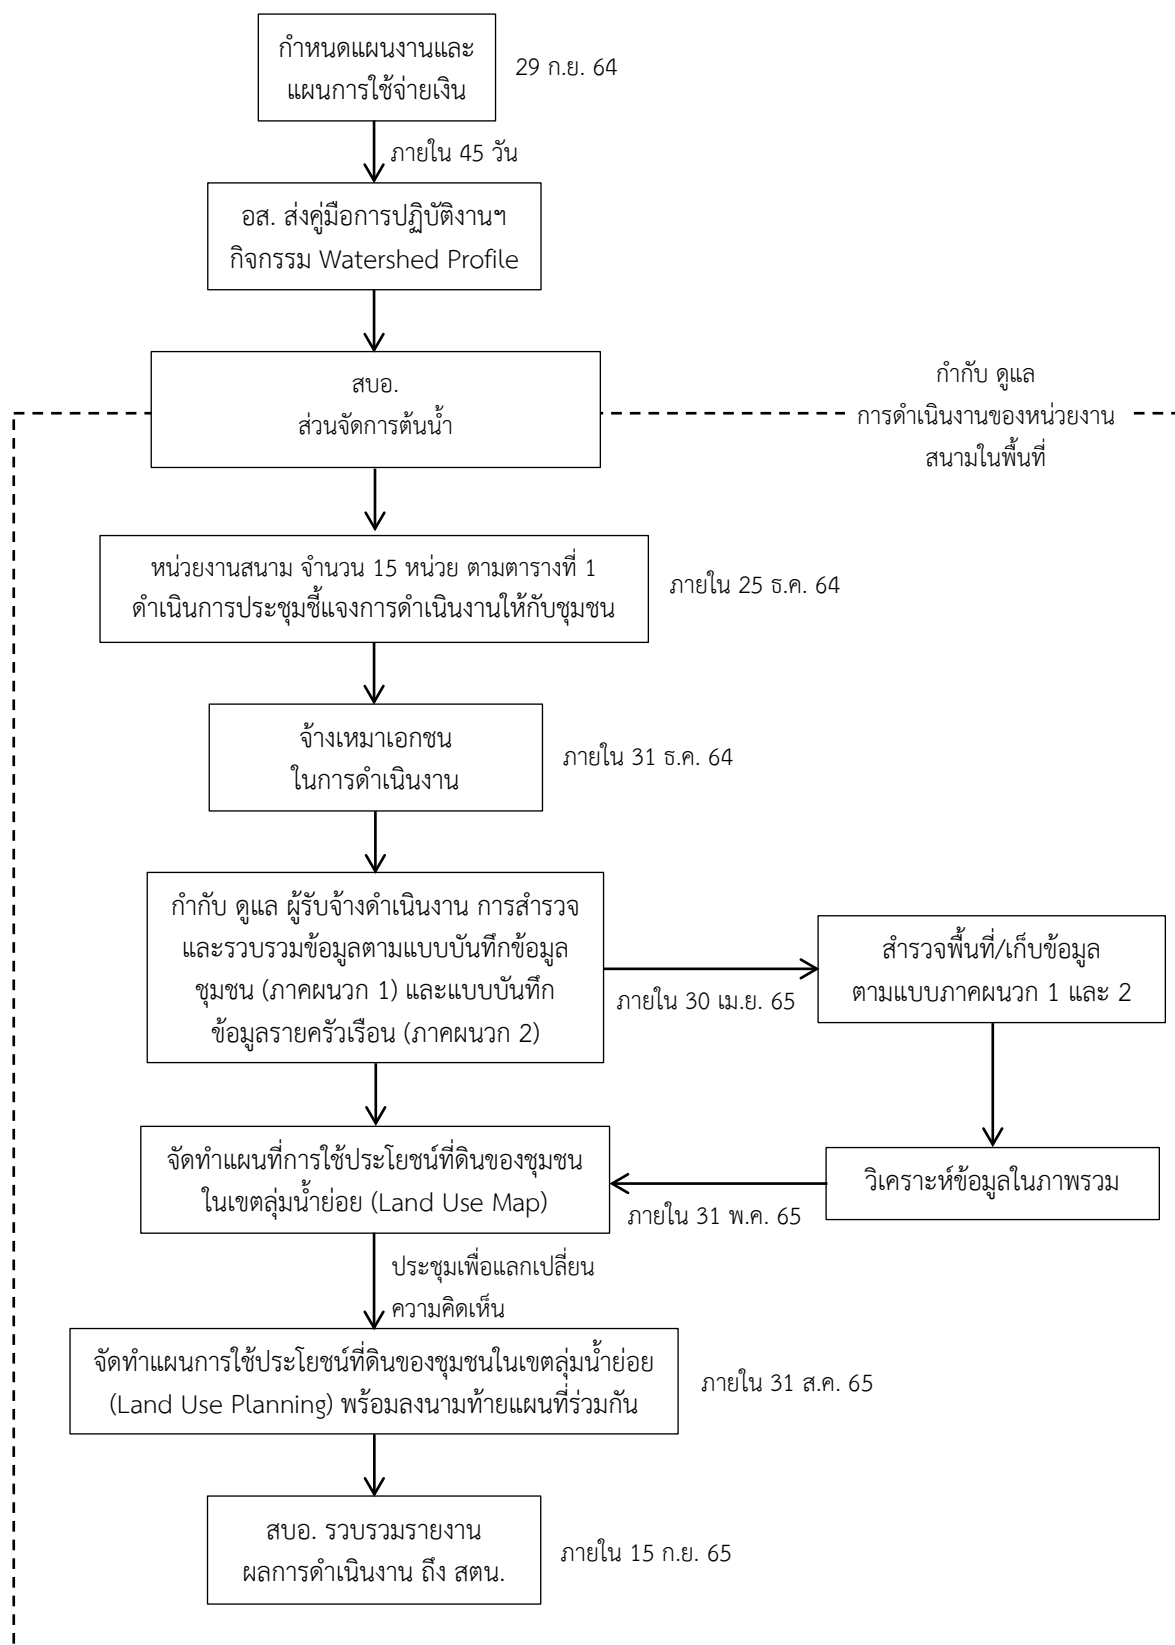 กำหนดแผนงานและ
แผนการใช้จ่ายเงิน
29 ก.ย. 64
ภายใน 45 วัน
อส. ส่งคู่มือการปฏิบัติงานฯ
กิจกรรม Watershed Profile
สบอ.
ส่วนจัดการต้นน้ำ
กำกับ ดูแล
การดำเนินงานของหน่วยงาน
สนามในพื้นที่
หน่วยงานสนาม จำนวน 15 หน่วย ตามตารางที่ 1
ดำเนินการประชุมชี้แจงการดำเนินงานให้กับชุมชน
ภายใน 25 ธ.ค. 64
จ้างเหมาเอกชน
ในการดำเนินงาน
ภายใน 31 ธ.ค. 64
กำกับ ดูแล ผู้รับจ้างดำเนินงาน การสำรวจ
และรวบรวมข้อมูลตามแบบบันทึกข้อมูล
ชุมชน (ภาคผนวก 1) และแบบบันทึก
ข้อมูลรายครัวเรือน (ภาคผนวก 2)
ภายใน 30 เม.ย. 65
สำรวจพื้นที่/เก็บข้อมูล
ตามแบบภาคผนวก 1 และ 2
จัดทำแผนที่การใช้ประโยชน์ที่ดินของชุมชน
ในเขตลุ่มน้ำย่อย (Land Use Map)
ภายใน 31 พ.ค. 65
วิเคราะห์ข้อมูลในภาพรวม
ประชุมเพื่อแลกเปลี่ยน
ความคิดเห็น
จัดทำแผนการใช้ประโยชน์ที่ดินของชุมชนในเขตลุ่มน้ำย่อย
(Land Use Planning) พร้อมลงนามท้ายแผนที่ร่วมกัน
ภายใน 31 ส.ค. 65
สบอ. รวบรวมรายงาน
ผลการดำเนินงาน ถึง สตน.
ภายใน 15 ก.ย. 65